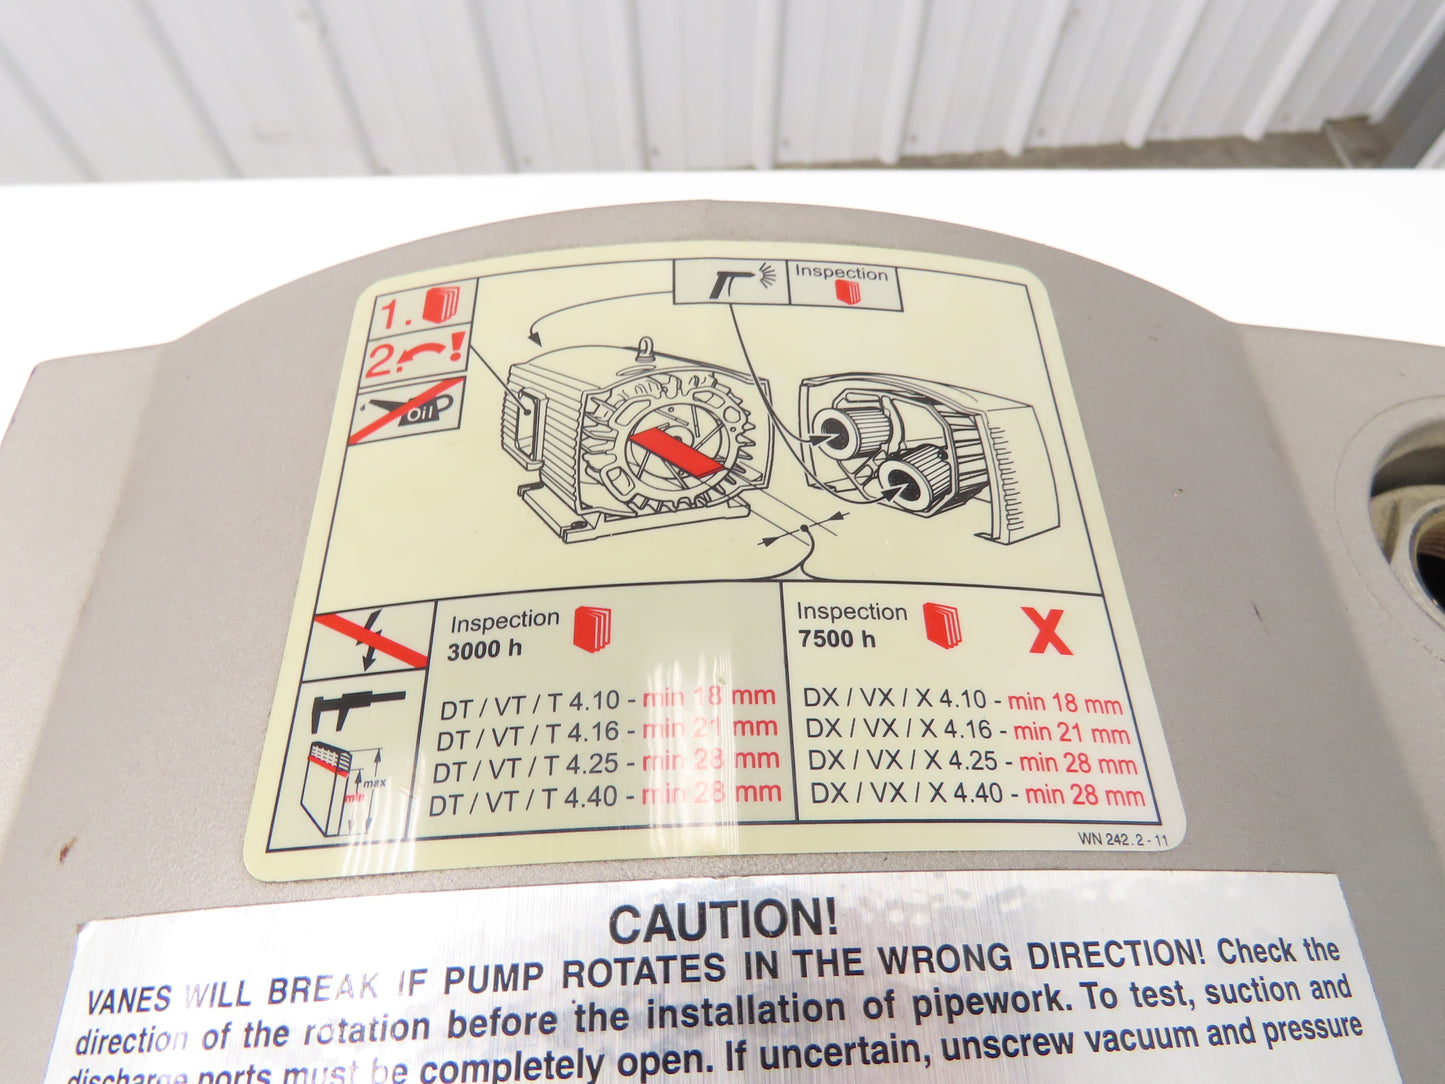 1.
2. !
Oil
Inspection
Inspection
3000 h
DT / VT / T 4.10 - min 18 mm
DT / VT / T 4.16 - min 21 mm
DT / VT / T 4.25 - min 28 mm
DT / VT / T 4.40 - min 28 mm
Inspection
7500 h
X
DX / VX / X 4.10 - min 18 mm
DX / VX / X 4.16 - min 21 mm
DX / VX / X 4.25 - min 28 mm
DX / VX / X 4.40 - min 28 mm
max
min
WN 242.2 - 11
CAUTION!
VANES WILL BREAK IF PUMP ROTATES IN THE WRONG DIRECTION! Check the
direction of the rotation before the installation of pipework. To test, suction and
discharge ports must be completely open. If uncertain, unscrew vacuum and pressure